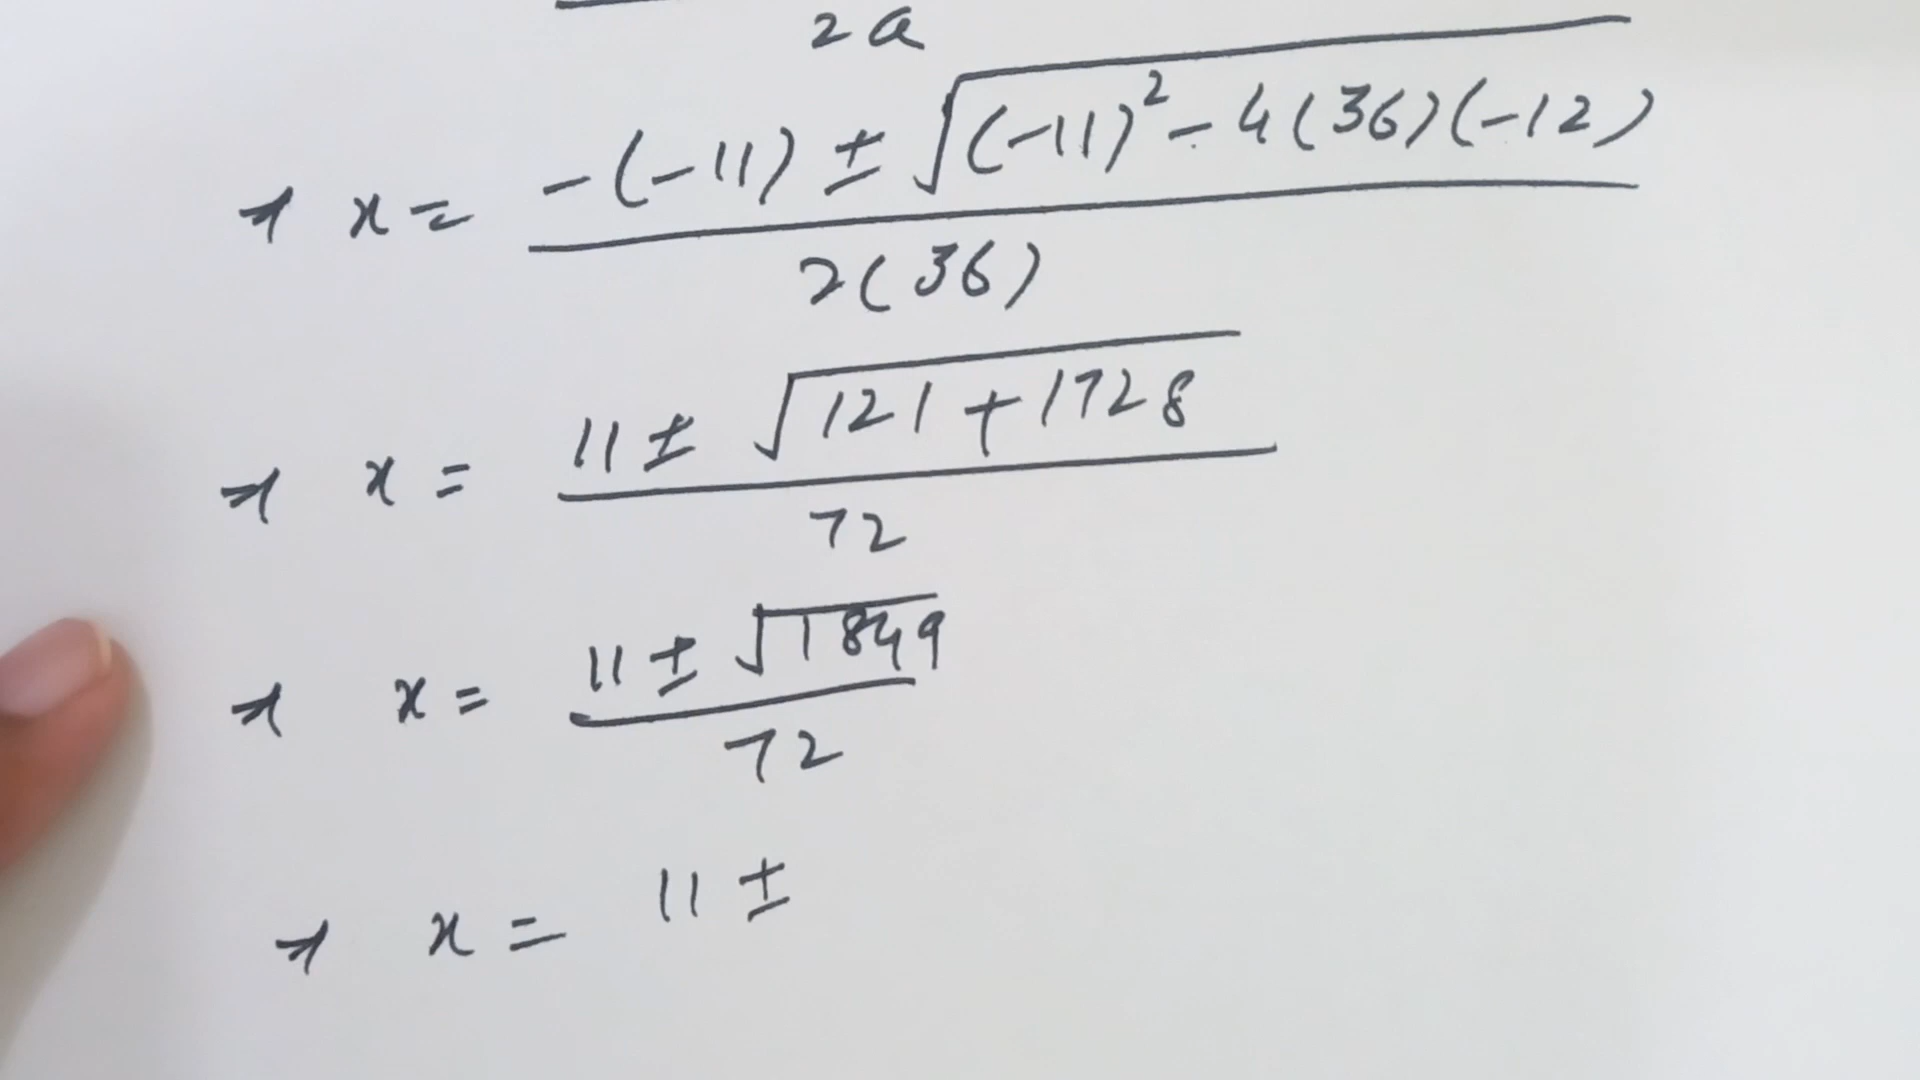 2a
⇒ x = -(-11) ± √(-11)² - 4(36)(-12)
2(36)
⇒ x = 11 ± √121 + 1728
72
⇒ x = 11 ± √1849
72
⇒ x = 11 ±